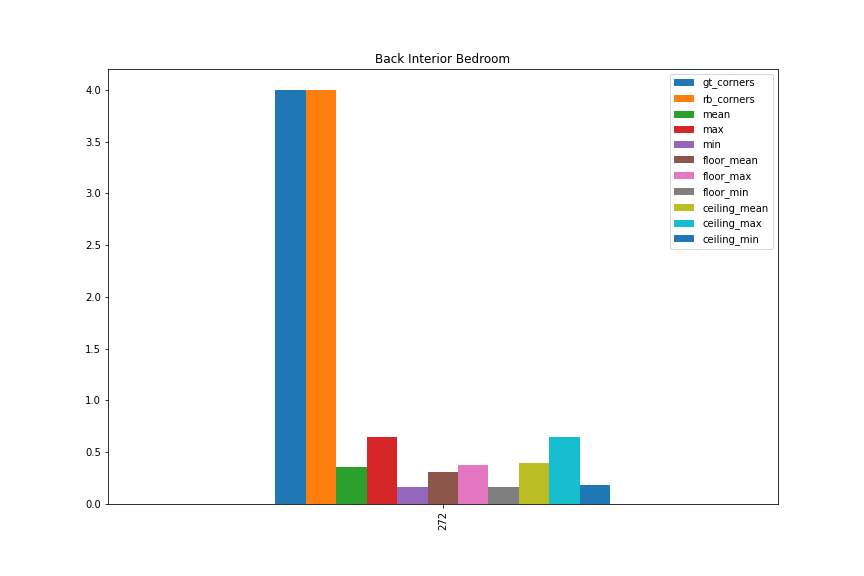 Back Interior Bedroom
4.0
3.5
3.0
2.5
2.0
1.5
1.0
0.5
0.0
272
gt_corners
rb_corners
mean
max
min
floor_mean
floor_max
floor_min
ceiling_mean
ceiling_max
ceiling_min